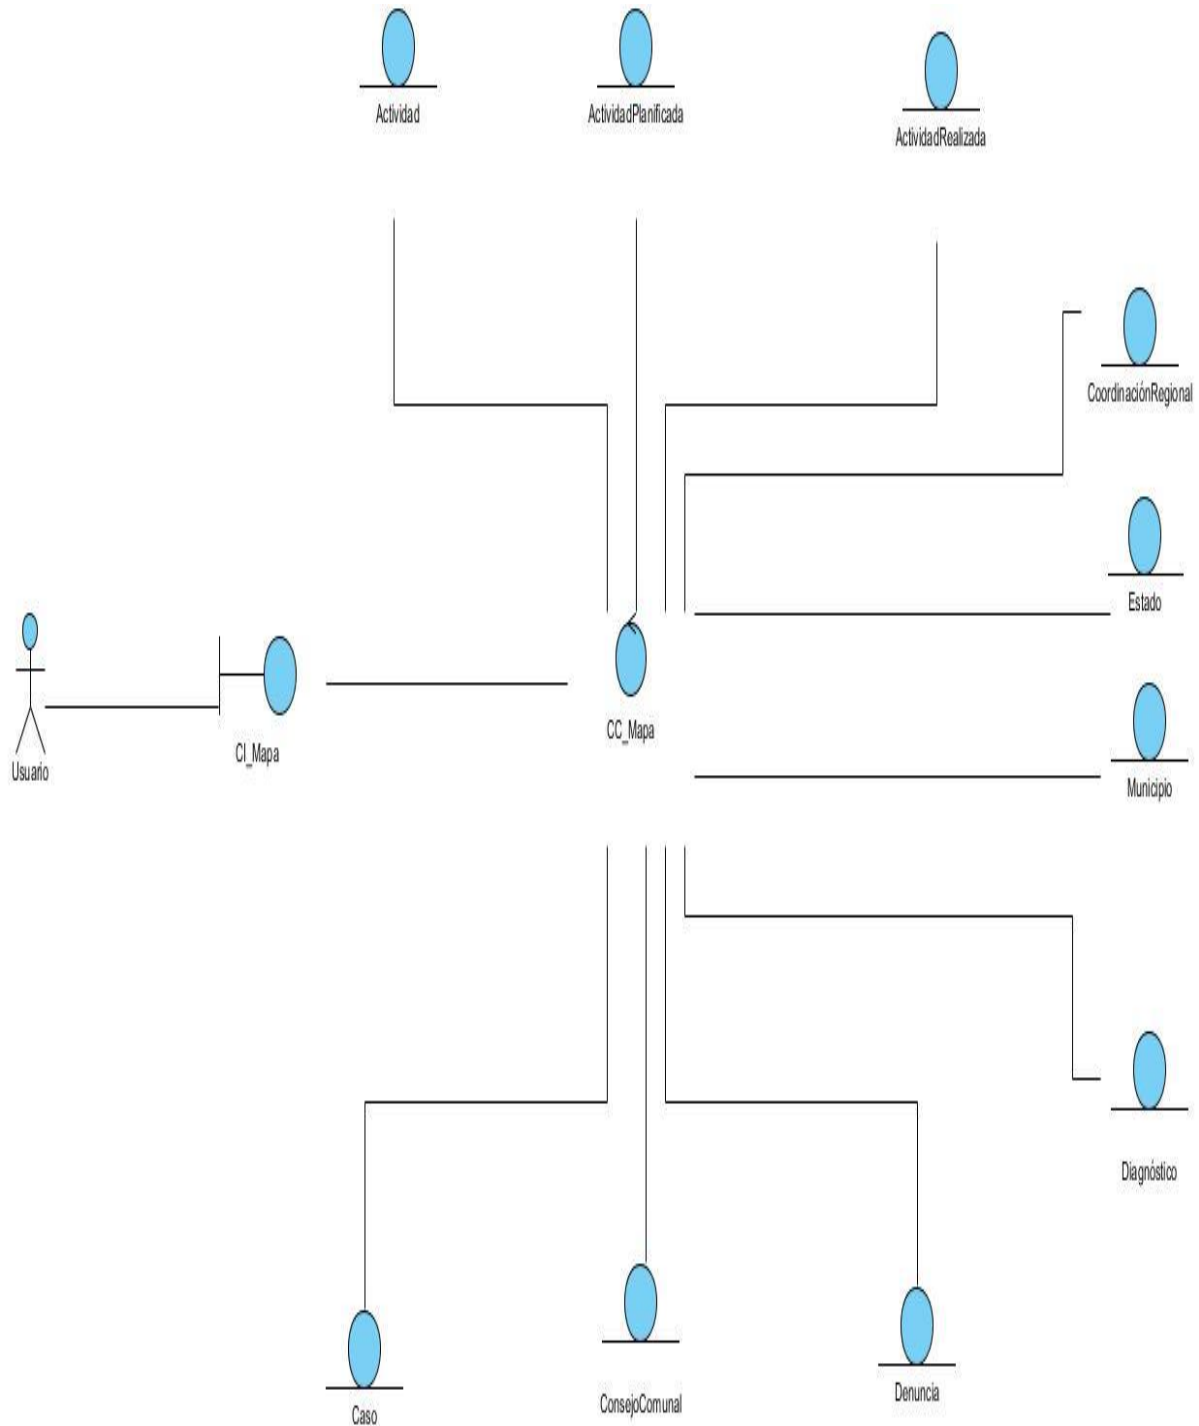 Actividad
ActividadPlanificada
ActividadRealizada
CoordinaciónRegional
Estado
Usuario
CI_Mapa
CC_Mapa
Municipio
Diagnóstico
Caso
ConsejoComunal
Denuncia